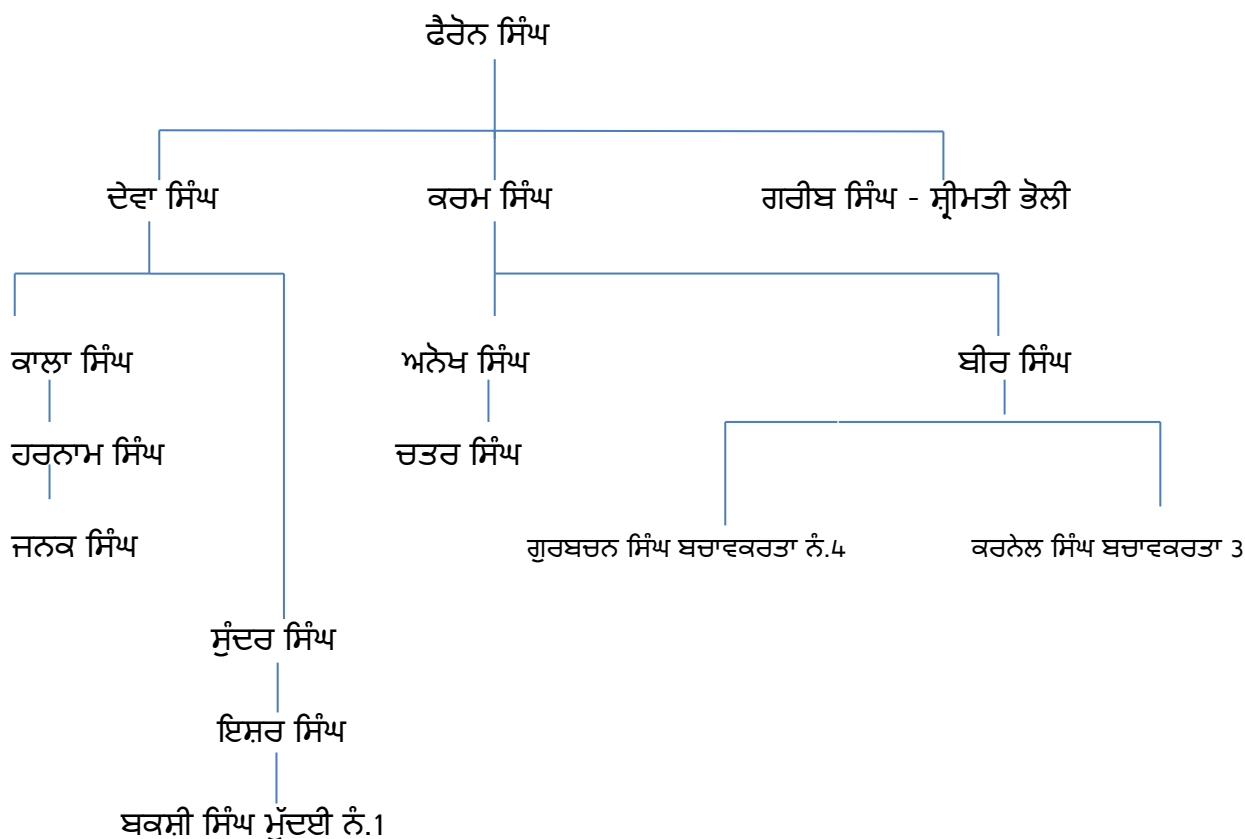 ਫੈਰੋਨ ਸਿੰਘ
ਦੇਵਾ ਸਿੰਘ
ਕਰਮ ਸਿੰਘ
ਗਰੀਬ ਸਿੰਘ - ਸ਼੍ਰੀਮਤੀ ਭੋਲੀ
ਕਾਲਾ ਸਿੰਘ
ਅਨੋਖ ਸਿੰਘ
ਬੀਰ ਸਿੰਘ
ਹਰਨਾਮ ਸਿੰਘ
ਚਤਰ ਸਿੰਘ
ਜਨਕ ਸਿੰਘ
ਗੁਰਬਚਨ ਸਿੰਘ ਬਚਾਵਕਰਤਾ ਨੰ.4
ਕਰਨੇਲ ਸਿੰਘ ਬਚਾਵਕਰਤਾ 3
ਸੁੰਦਰ ਸਿੰਘ
ਇਸ਼ਰ ਸਿੰਘ
ਬਕਸ਼ੀ ਸਿੰਘ ਮੁੱਦਈ ਨੰ.1